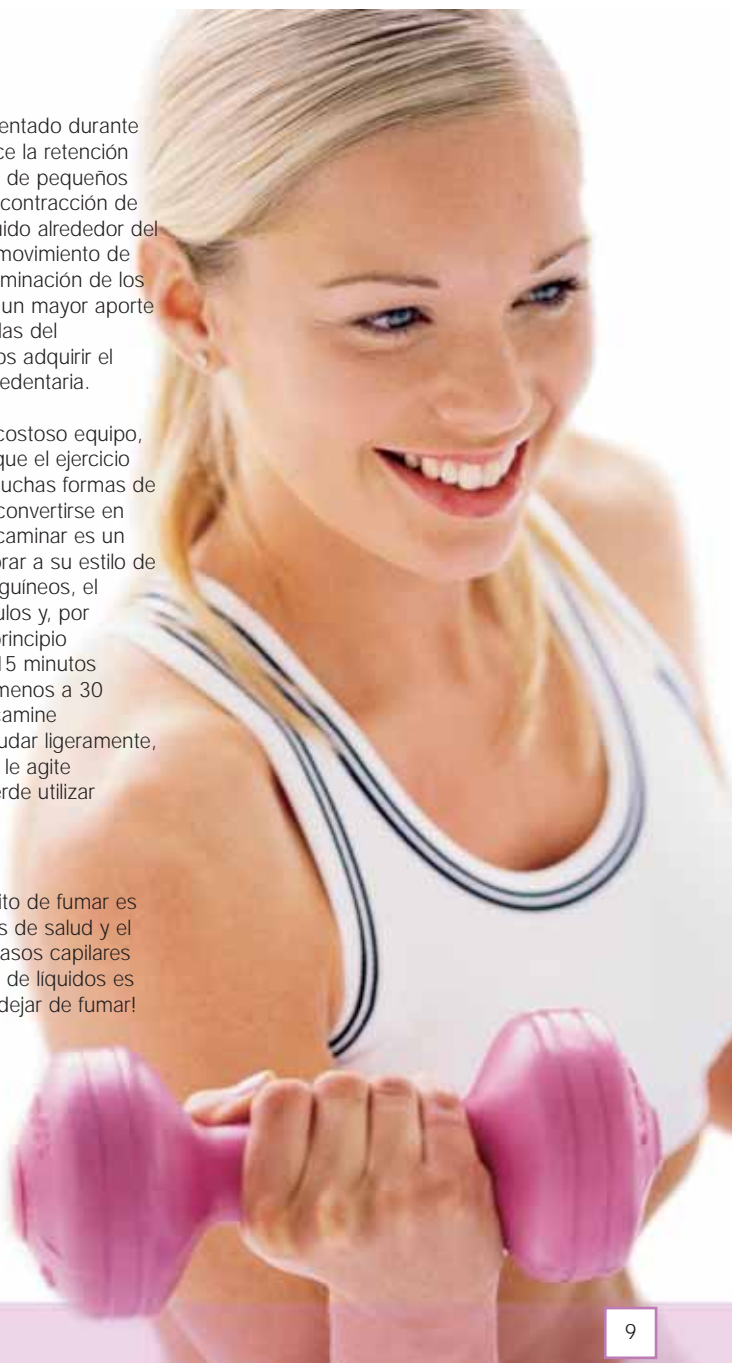 entado durante
ce la retención
de pequeños
contracción de
uido alrededor del
movimiento de
minación de los
un mayor aporte
las del
os adquirir el
edentaria.
costoso equipo,
que el ejercicio
uchas formas de
convertirse en
caminar es un
rar a su estilo de
guíneos, el
ulos y, por
principio
15 minutos
menos a 30
camine
udar ligeramente,
le agite
erde utilizar
ito de fumar es
s de salud y el
asos capilares
de líquidos es
dejar de fumar!
9